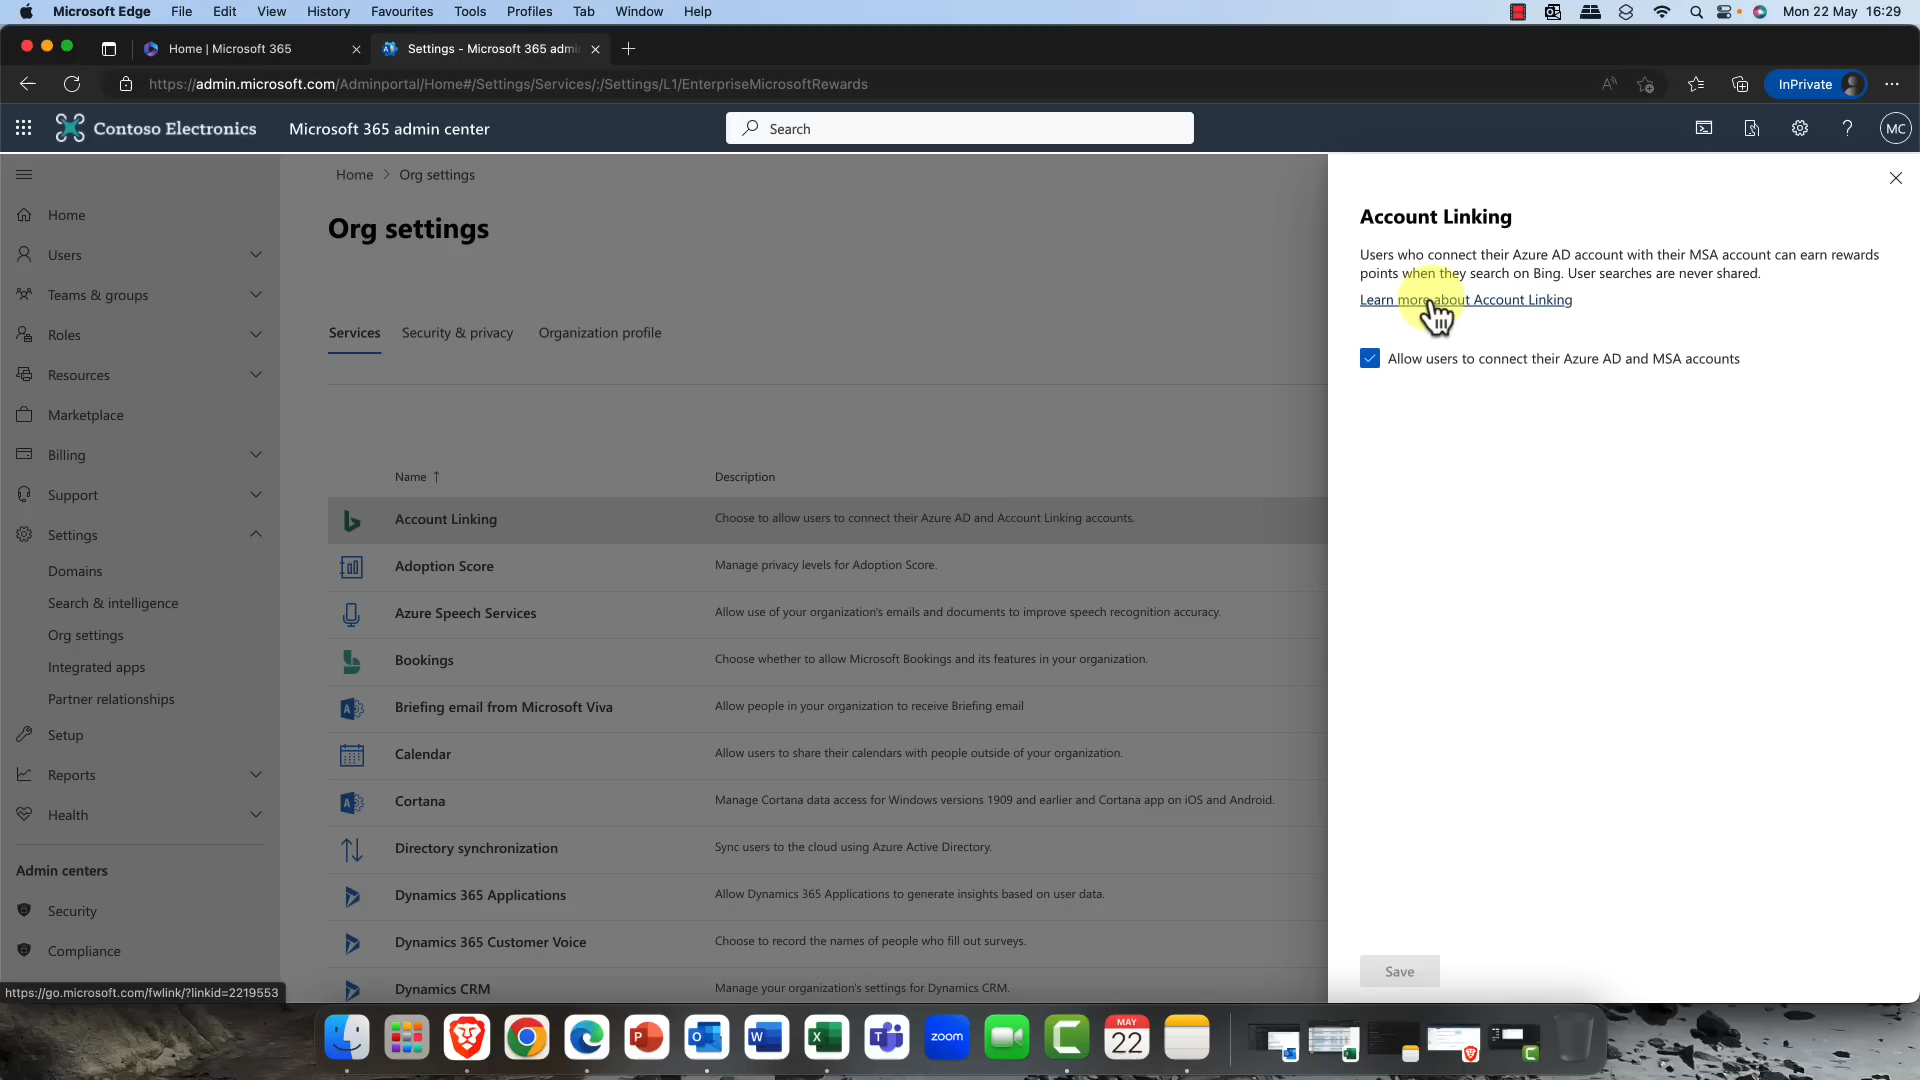 Microsoft Edge File Edit View History Favourites Tools Profiles Tab Window Help Mon 22 May 16:29
Home | Microsoft 365
Settings - Microsoft 365 admi
https://admin.microsoft.com/Adminportal/Home#/Settings/Services/:/Settings/L1/EnterpriseMicrosoftRewards
InPrivate
Contoso Electronics
Microsoft 365 admin center
Search
MC
Home
Users
Teams & groups
Roles
Resources
Marketplace
Billing
Support
Settings
Domains
Search & intelligence
Org settings
Integrated apps
Partner relationships
Setup
Reports
Health
Admin centers
Security
Compliance
https://go.microsoft.com/fwlink/?linkid=2219553
Home > Org settings
Org settings
Services Security & privacy Organization profile
Name ↑ Description
Account Linking Choose to allow users to connect their Azure AD and Account Linking accounts.
Adoption Score Manage privacy levels for Adoption Score.
Azure Speech Services Allow use of your organization's emails and documents to improve speech recognition accuracy.
Bookings Choose whether to allow Microsoft Bookings and its features in your organization.
Briefing email from Microsoft Viva Allow people in your organization to receive Briefing email
Calendar Allow users to share their calendars with people outside of your organization.
Cortana Manage Cortana data access for Windows versions 1909 and earlier and Cortana app on iOS and Android.
Directory synchronization Sync users to the cloud using Azure Active Directory.
Dynamics 365 Applications Allow Dynamics 365 Applications to generate insights based on user data.
Dynamics 365 Customer Voice Choose to record the names of people who fill out surveys.
Dynamics CRM Manage your organization's settings for Dynamics CRM.
Account Linking
Users who connect their Azure AD account with their MSA account can earn rewards
points when they search on Bing. User searches are never shared.
Learn more about Account Linking
Allow users to connect their Azure AD and MSA accounts
Save
zoom
MAY
22